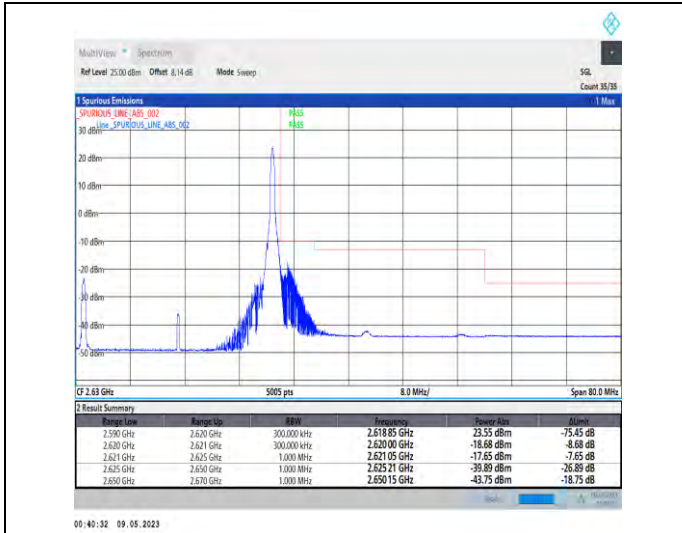 MultiView Spectrum
Ref Level 25.00 dBm Offset 8.14 dB Mode Sweep SGL
Count 35/35
1 Spurious Emissions 1 Max
_SPURIOUS_LINE_ABS_002 PASS
Line _SPURIOUS_LINE_ABS_002 PASS
30 dBm
20 dBm
10 dBm
0 dBm
-10 dBm
-20 dBm
-30 dBm
-40 dBm
-50 dBm
CF 2.63 GHz 5005 pts 8.0 MHz/ Span 80.0 MHz
2 Result Summary
Range Low Range Up RBW Frequency Power Abs ΔLimit
2.590 GHz 2.620 GHz 300.000 kHz 2.618 85 GHz 23.55 dBm -75.45 dB
2.620 GHz 2.621 GHz 300.000 kHz 2.620 00 GHz -18.68 dBm -8.68 dB
2.621 GHz 2.625 GHz 1.000 MHz 2.621 05 GHz -17.65 dBm -7.65 dB
2.625 GHz 2.650 GHz 1.000 MHz 2.625 21 GHz -39.89 dBm -26.89 dB
2.650 GHz 2.670 GHz 1.000 MHz 2.650 15 GHz -43.75 dBm -18.75 dB
00:40:32 09.05.2023